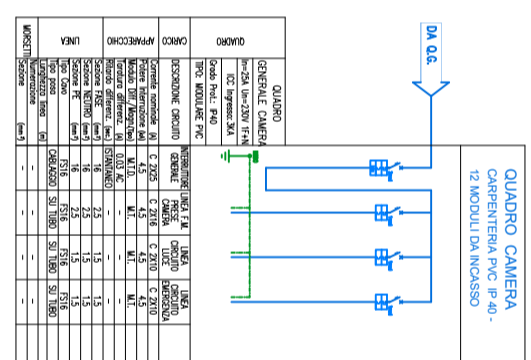 QUADRO CAMERA
CARPENTERIA PVC IP 40 -
12 MODULI DA INCASSO
DA Q.G.
QUADRO
QUADRO
GENERALE CAMERA
In=25A Un=230V 1F+N
ICC Ingresso: 3KA
Grado Prot.: IP40
TIPO: MODULARE PVC
CARICO
DESCRIZIONE CIRCUITO
INTERRUTTORE
GENERALE
LINEA F.M.
PRESE
CAMERA
LINEA
CIRCUITO
LUCE
LINEA
CIRCUITO
EMERGENZA
APPARECCHIO
Corrente nominale (A) C 2X25 C 2X16 C 2X10 C 2X10
Potere Interruzione (kA) 4.5 4.5 4.5 4.5
Modulo Diff./Magn.(Tipo) M.T.D. M.T. M.T. M.T.
Taratura differenz. (A) 0.03 AC - - -
Ritardo differenz. (sec) ISTANTANEO - - -
LINEA
Sezione FASE (mm²) 16 2.5 1.5 1.5
Sezione NEUTRO (mm²) 16 2.5 1.5 1.5
Sezione PE (mm²) 16 2.5 1.5 1.5
Tipo Cavo FS16 FS16 FS16 FS16
Tipo posa CABLAGGIO SU TUBO SU TUBO SU TUBO
Lunghezza linea (m) - - - -
MORSETTI
Numerazione - - - -
Sezione (mm²) - - - -